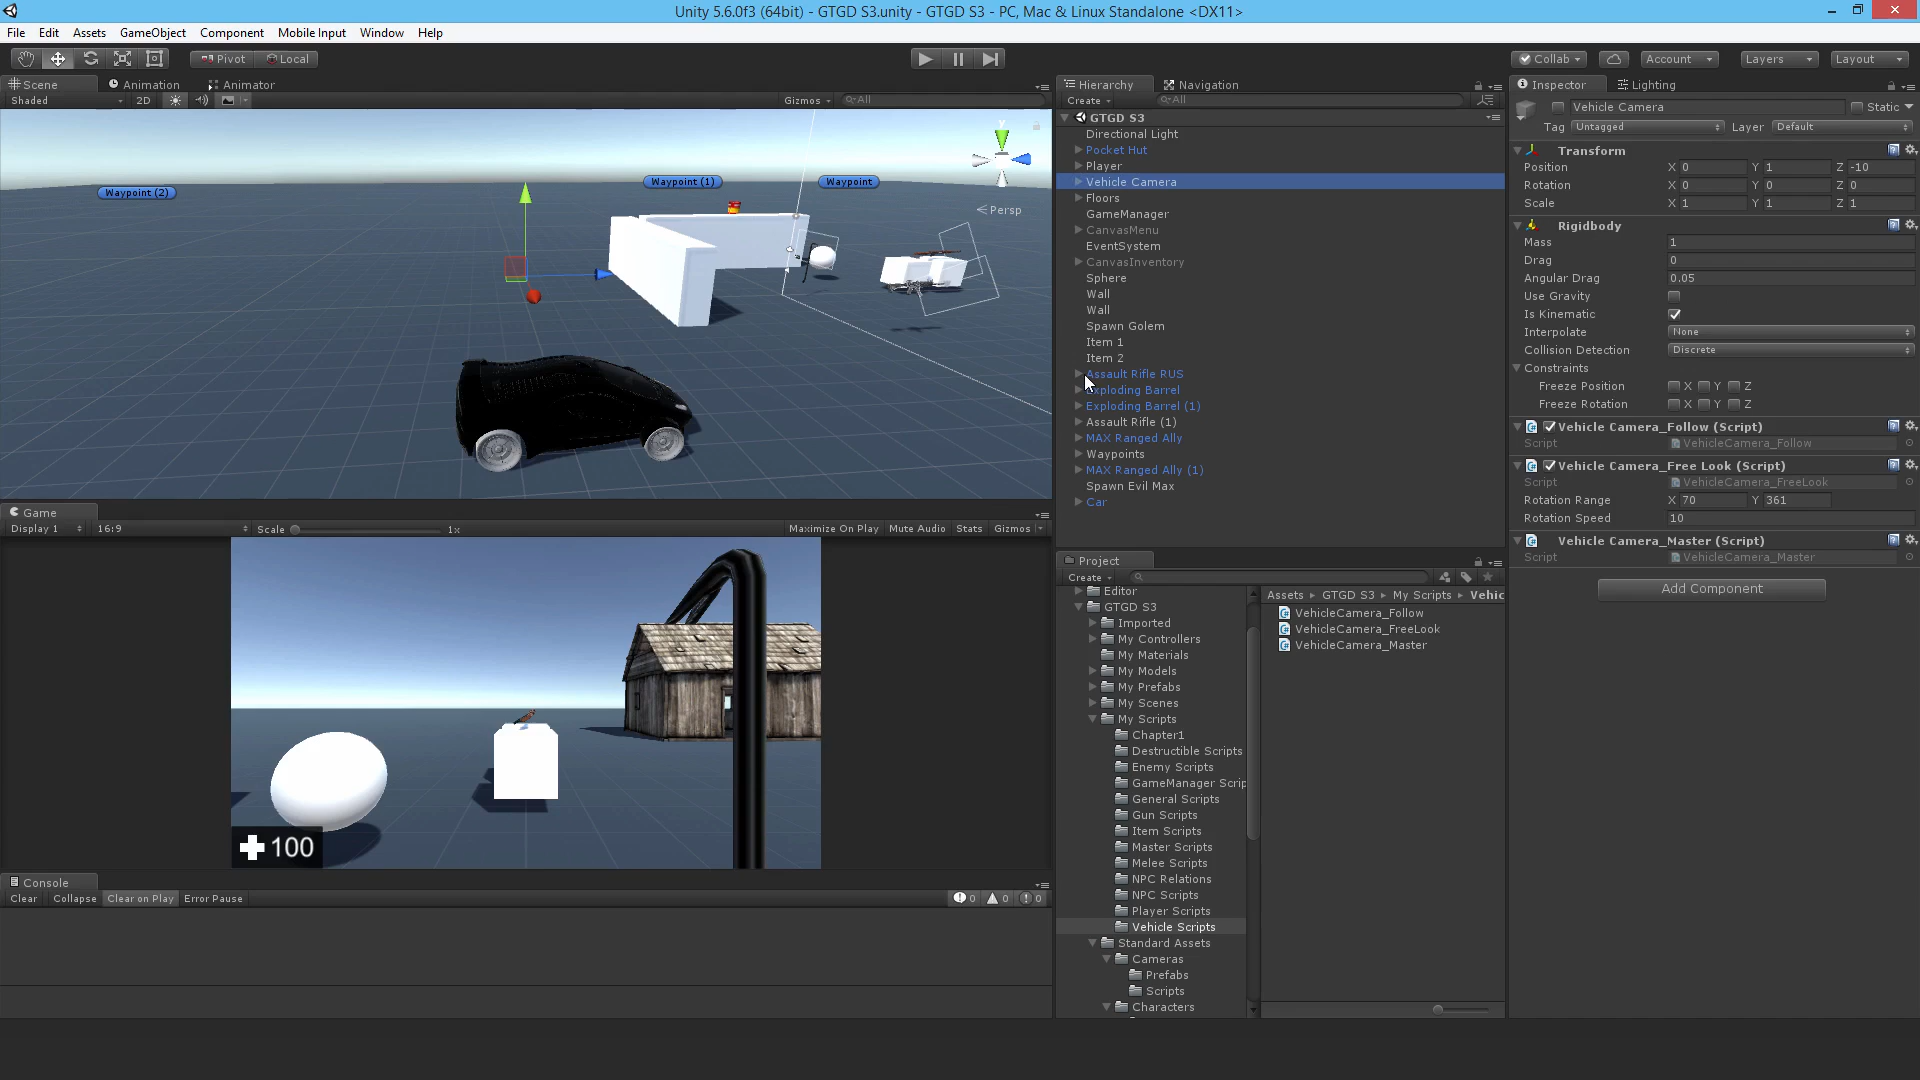 Unity 5.6.0f3 (64bit) - GTGD S3.unity - GTGD S3 - PC, Mac & Linux Standalone <DX11>
File Edit Assets GameObject Component Mobile Input Window Help
Pivot Local Collab Account Layers Layout
Scene Animation Animator
Shaded 2D Gizmos All
Waypoint (2)
Waypoint (1)
Waypoint
Y
Persp
Game
Display 1 16:9 Scale 1x Maximize On Play Mute Audio Stats Gizmos
100
Console
Clear Collapse Clear on Play Error Pause 0 0 0
Hierarchy Navigation
Create All
GTGD S3
Directional Light
Pocket Hut
Player
Vehicle Camera
Floors
GameManager
CanvasMenu
EventSystem
CanvasInventory
Sphere
Wall
Wall
Spawn Golem
Item 1
Item 2
Assault Rifle RUS
Exploding Barrel
Exploding Barrel (1)
Assault Rifle (1)
MAX Ranged Ally
Waypoints
MAX Ranged Ally (1)
Spawn Evil Max
Car
Project
Create
Editor
GTGD S3
Imported
My Controllers
My Materials
My Models
My Prefabs
My Scenes
My Scripts
Chapter1
Destructible Scripts
Enemy Scripts
GameManager Scrip
General Scripts
Gun Scripts
Item Scripts
Master Scripts
Melee Scripts
NPC Relations
NPC Scripts
Player Scripts
Vehicle Scripts
Standard Assets
Cameras
Prefabs
Scripts
Characters
Assets GTGD S3 My Scripts Vehic
VehicleCamera_Follow
VehicleCamera_FreeLook
VehicleCamera_Master
Inspector Lighting
Vehicle Camera Static
Tag Untagged Layer Default
Transform
Position X 0 Y 1 Z -10
Rotation X 0 Y 0 Z 0
Scale X 1 Y 1 Z 1
Rigidbody
Mass 1
Drag 0
Angular Drag 0.05
Use Gravity
Is Kinematic
Interpolate None
Collision Detection Discrete
Constraints
Freeze Position X Y Z
Freeze Rotation X Y Z
Vehicle Camera_Follow (Script)
Script VehicleCamera_Follow
Vehicle Camera_Free Look (Script)
Script VehicleCamera_FreeLook
Rotation Range X 70 Y 361
Rotation Speed 10
Vehicle Camera_Master (Script)
Script VehicleCamera_Master
Add Component